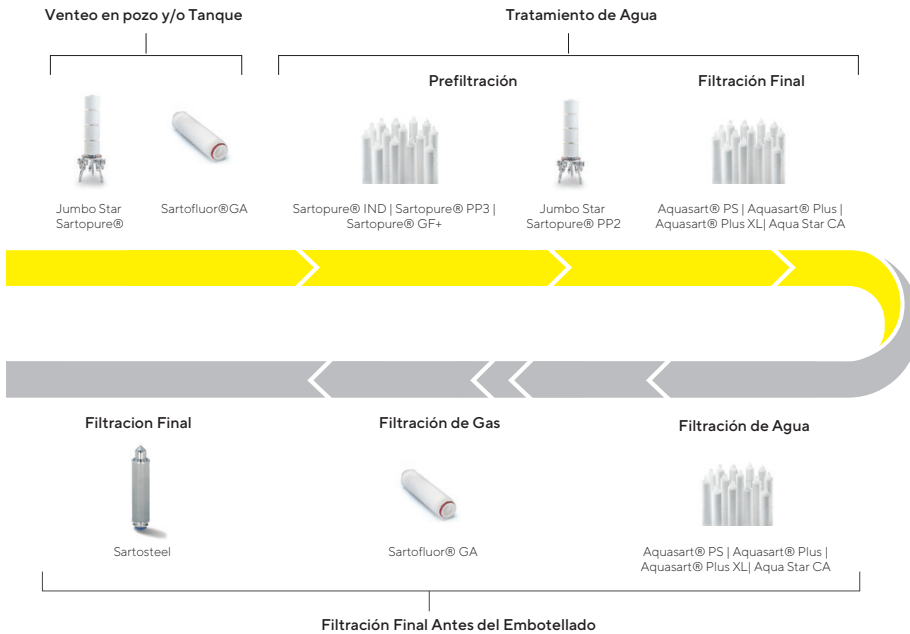 Venteo en pozo y/o Tanque
Tratamiento de Agua
Prefiltración
Filtración Final
Jumbo Star
Sartopure®
Sartofluor®GA
Sartopure® IND | Sartopure® PP3 |
Sartopure® GF+
Jumbo Star
Sartopure® PP2
Aquasart® PS | Aquasart® Plus |
Aquasart® Plus XL| Aqua Star CA
Filtracion Final
Filtración de Gas
Filtración de Agua
Sartosteel
Sartofluor® GA
Aquasart® PS | Aquasart® Plus |
Aquasart® Plus XL| Aqua Star CA
Filtración Final Antes del Embotellado